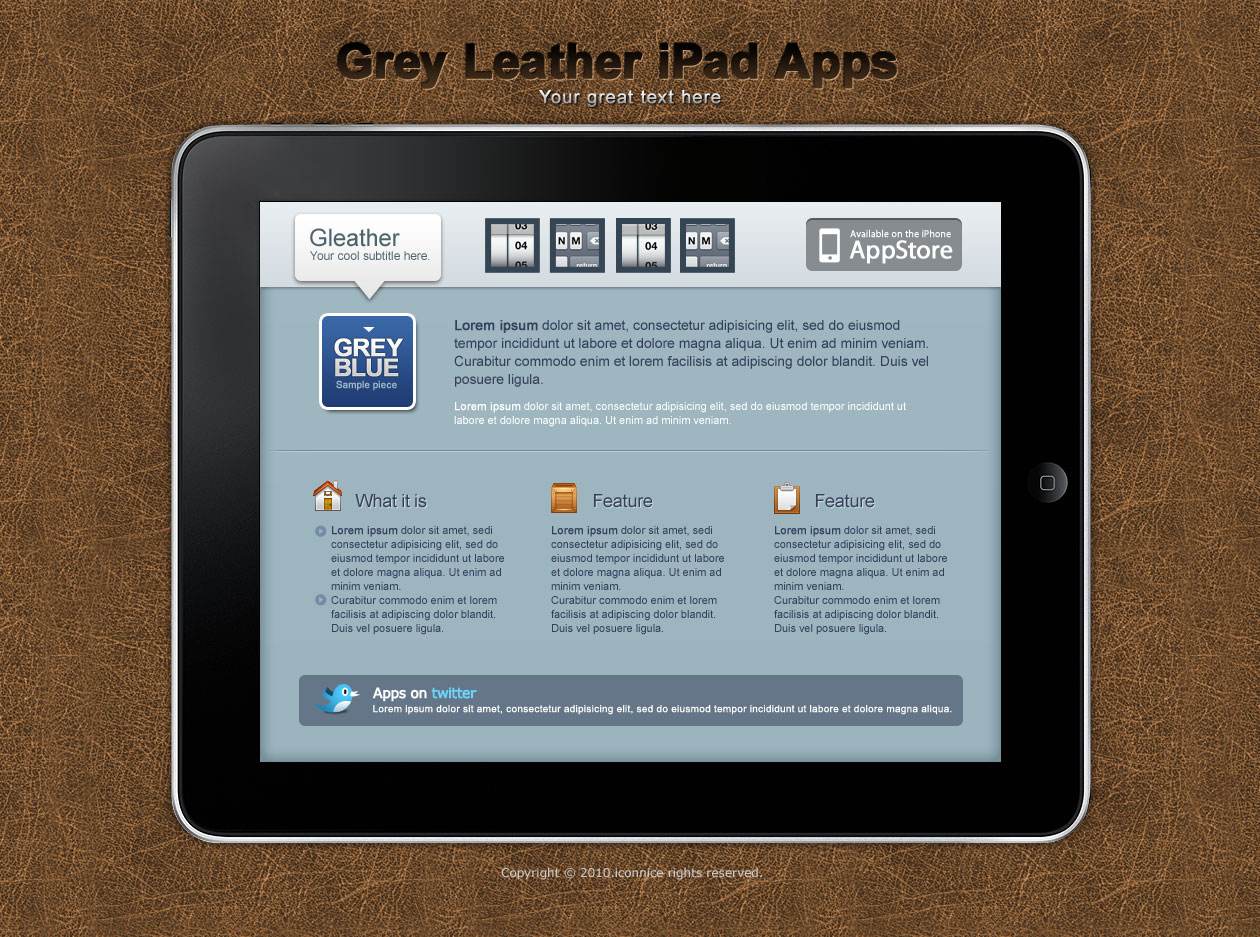 Grey Leather iPad Apps
Your great text here
Gleather
Your cool subtitle here.
03
04
05
N M
return
03
04
05
N M
return
Available on the iPhone
AppStore
GREY
BLUE
Sample piece
Lorem ipsum dolor sit amet, consectetur adipisicing elit, sed do eiusmod
tempor incididunt ut labore et dolore magna aliqua. Ut enim ad minim veniam.
Curabitur commodo enim et lorem facilisis at adipiscing dolor blandit. Duis vel
posuere ligula.
Lorem ipsum dolor sit amet, consectetur adipisicing elit, sed do eiusmod tempor incididunt ut
labore et dolore magna aliqua. Ut enim ad minim veniam.
What it is
Lorem ipsum dolor sit amet, sedi
consectetur adipisicing elit, sed do
eiusmod tempor incididunt ut labore
et dolore magna aliqua. Ut enim ad
minim veniam.
Curabitur commodo enim et lorem
facilisis at adipiscing dolor blandit.
Duis vel posuere ligula.
Feature
Lorem ipsum dolor sit amet, sedi
consectetur adipisicing elit, sed do
eiusmod tempor incididunt ut labore
et dolore magna aliqua. Ut enim ad
minim veniam.
Curabitur commodo enim et lorem
facilisis at adipiscing dolor blandit.
Duis vel posuere ligula.
Feature
Lorem ipsum dolor sit amet, sedi
consectetur adipisicing elit, sed do
eiusmod tempor incididunt ut labore
et dolore magna aliqua. Ut enim ad
minim veniam.
Curabitur commodo enim et lorem
facilisis at adipiscing dolor blandit.
Duis vel posuere ligula.
Apps on twitter
Lorem ipsum dolor sit amet, consectetur adipisicing elit, sed do eiusmod tempor incididunt ut labore et dolore magna aliqua.
Copyright © 2010.iconnice rights reserved.